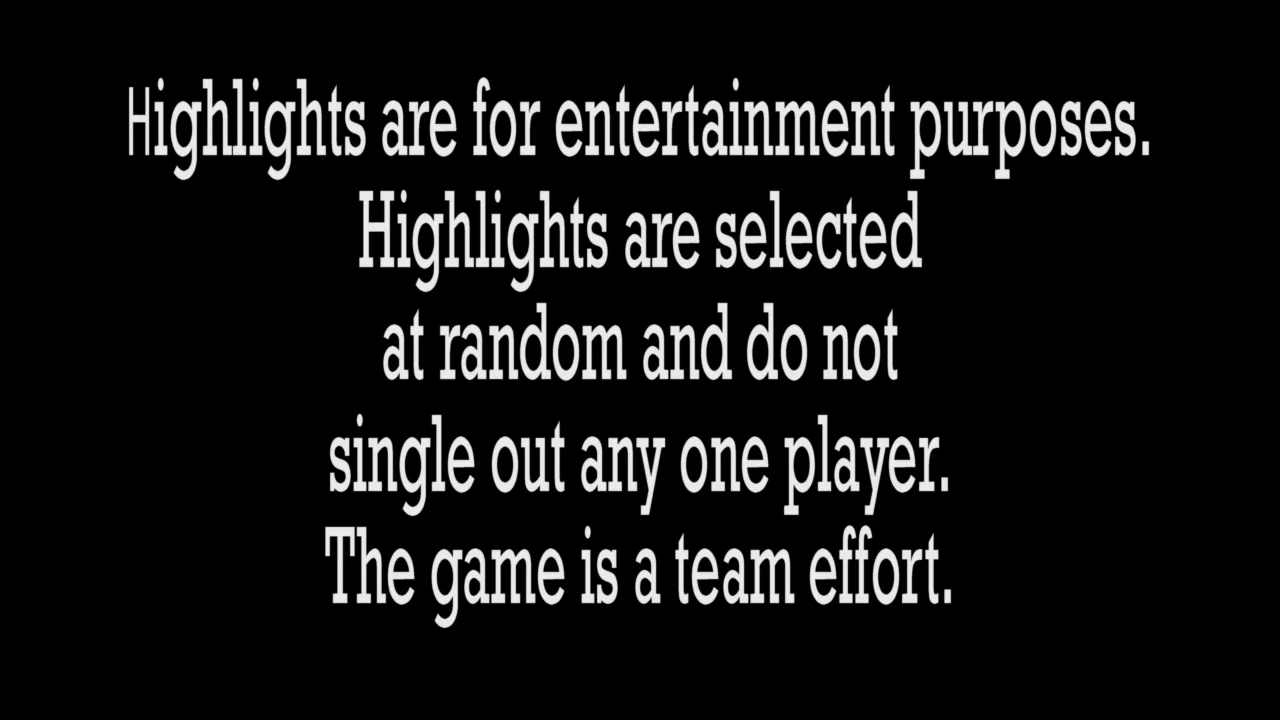 Highlights are for entertainment purposes.
Highlights are selected
at random and do not
single out any one player.
The game is a team effort.